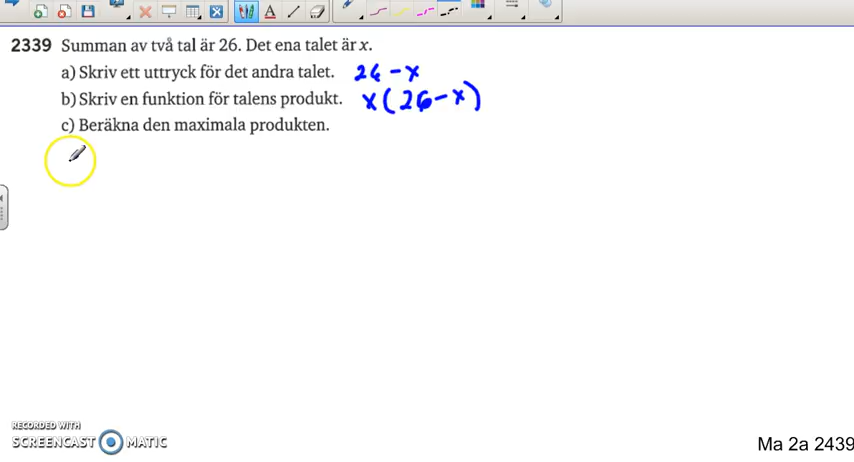 2339 Summan av två tal är 26. Det ena talet är x.
a) Skriv ett uttryck för det andra talet. 26 - x
b) Skriv en funktion för talens produkt. x(26 - x)
c) Beräkna den maximala produkten.
RECORDED WITH
SCREENCAST MATIC
Ma 2a 2439